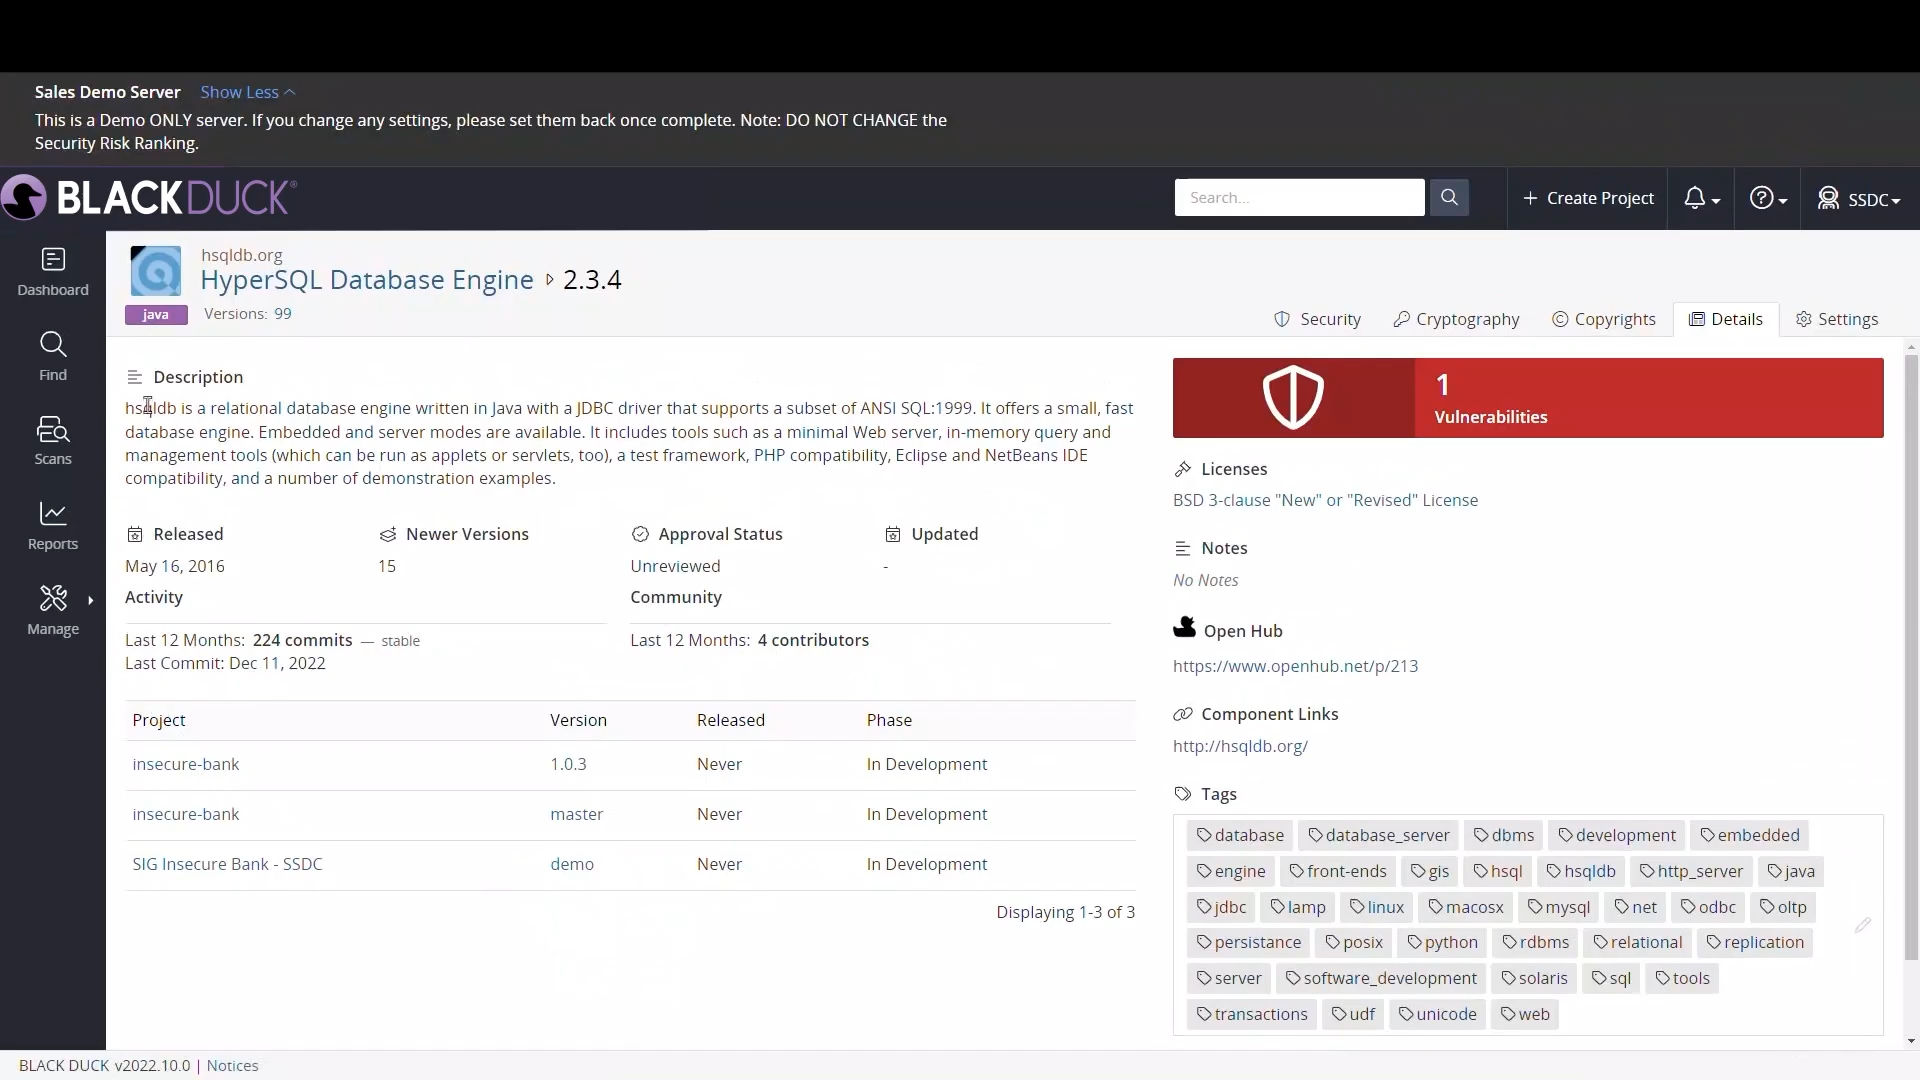 Sales Demo Server Show Less
This is a Demo ONLY server. If you change any settings, please set them back once complete. Note: DO NOT CHANGE the
Security Risk Ranking.
BLACKDUCK®
Search...
Create Project
SSDC
Dashboard
Find
Scans
Reports
Manage
hsqldb.org
HyperSQL Database Engine 2.3.4
java Versions: 99
Security Cryptography Copyrights Details Settings
Description
hsqldb is a relational database engine written in Java with a JDBC driver that supports a subset of ANSI SQL:1999. It offers a small, fast
database engine. Embedded and server modes are available. It includes tools such as a minimal Web server, in-memory query and
management tools (which can be run as applets or servlets, too), a test framework, PHP compatibility, Eclipse and NetBeans IDE
compatibility, and a number of demonstration examples.
Released Newer Versions Approval Status Updated
May 16, 2016 15 Unreviewed -
Activity Community
Last 12 Months: 224 commits — stable Last 12 Months: 4 contributors
Last Commit: Dec 11, 2022
Project Version Released Phase
insecure-bank 1.0.3 Never In Development
insecure-bank master Never In Development
SIG Insecure Bank - SSDC demo Never In Development
Displaying 1-3 of 3
1
Vulnerabilities
Licenses
BSD 3-clause "New" or "Revised" License
Notes
No Notes
Open Hub
https://www.openhub.net/p/213
Component Links
http://hsqldb.org/
Tags
database database_server dbms development embedded
engine front-ends gis hsql hsqldb http_server java
jdbc lamp linux macosx mysql net odbc oltp
persistance posix python rdbms relational replication
server software_development solaris sql tools
transactions udf unicode web
BLACK DUCK v2022.10.0 | Notices